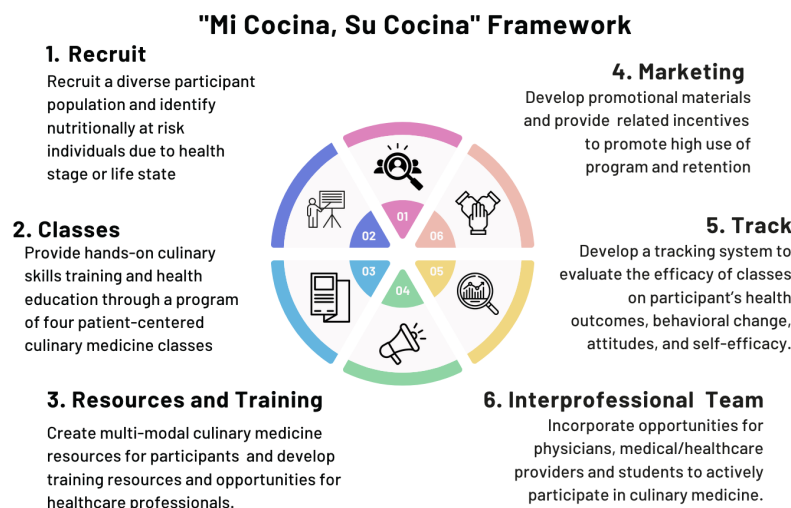 "Mi Cocina, Su Cocina" Framework
1. Recruit
Recruit a diverse participant
population and identify
nutritionally at risk
individuals due to health
stage or life state
2. Classes
Provide hands-on culinary
skills training and health
education through a program
of four patient-centered
culinary medicine classes
3. Resources and Training
Create multi-modal culinary medicine
resources for participants and develop
training resources and opportunities for
healthcare professionals.
01
02
06
03
05
04
4. Marketing
Develop promotional materials
and provide related incentives
to promote high use of
program and retention
5. Track
Develop a tracking system to
evaluate the efficacy of classes
on participant's health
outcomes, behavioral change,
attitudes, and self-efficacy.
6. Interprofessional Team
Incorporate opportunities for
physicians, medical/healthcare
providers and students to actively
participate in culinary medicine.